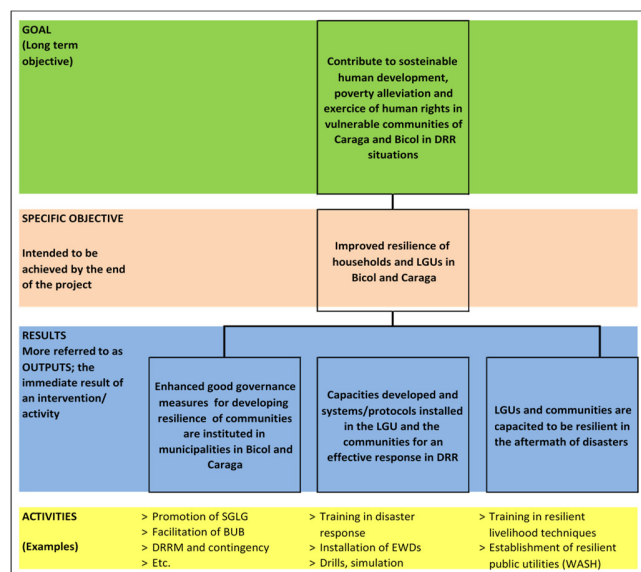 GOAL
(Long term
objective)
Contribute to sosteinable
human development,
poverty alleviation and
exercice of human rights in
vulnerable communities of
Caraga and Bicol in DRR
situations
SPECIFIC OBJECTIVE
Intended to be
achieved by the end
of the project
Improved resilience of
households and LGUs in
Bicol and Caraga
RESULTS
More referred to as
OUTPUTS; the
immediate result of
an intervention/
activity
Enhanced good governance
measures for developing
resilience of communities
are instituted in
municipalities in Bicol and
Caraga
Capacities developed and
systems/protocols installed
in the LGU and the
communities for an
effective response in DRR
LGUs and communities are
capacited to be resilient in
the aftermath of disasters
ACTIVITIES
(Examples)
> Promotion of SGLG
> Facilitation of BUB
> DRRM and contingency
> Etc.
> Training in disaster
response
> Installation of EWDs
> Drills, simulation
> Training in resilient
livelihood techniques
> Establishment of resilient
public utilities (WASH)